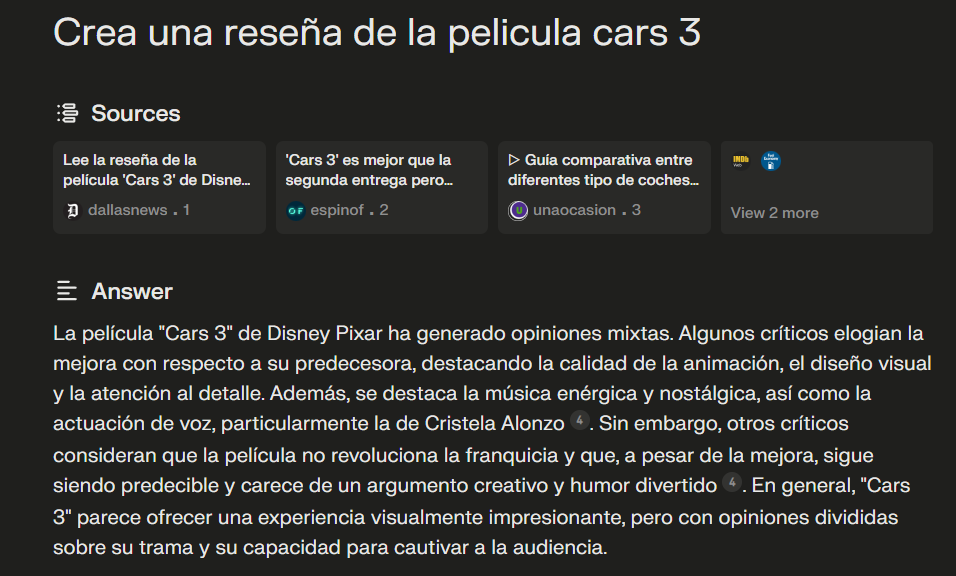 Crea una reseña de la pelicula cars 3
Sources
Lee la reseña de la
película 'Cars 3' de Disne...
dallasnews . 1
'Cars 3' es mejor que la
segunda entrega pero...
espinof . 2
▷ Guía comparativa entre
diferentes tipo de coches...
unaocasion . 3
IMDb
View 2 more
Answer
La película "Cars 3" de Disney Pixar ha generado opiniones mixtas. Algunos críticos elogian la
mejora con respecto a su predecesora, destacando la calidad de la animación, el diseño visual
y la atención al detalle. Además, se destaca la música enérgica y nostálgica, así como la
actuación de voz, particularmente la de Cristela Alonzo 4. Sin embargo, otros críticos
consideran que la película no revoluciona la franquicia y que, a pesar de la mejora, sigue
siendo predecible y carece de un argumento creativo y humor divertido 4. En general, "Cars
3" parece ofrecer una experiencia visualmente impresionante, pero con opiniones divididas
sobre su trama y su capacidad para cautivar a la audiencia.